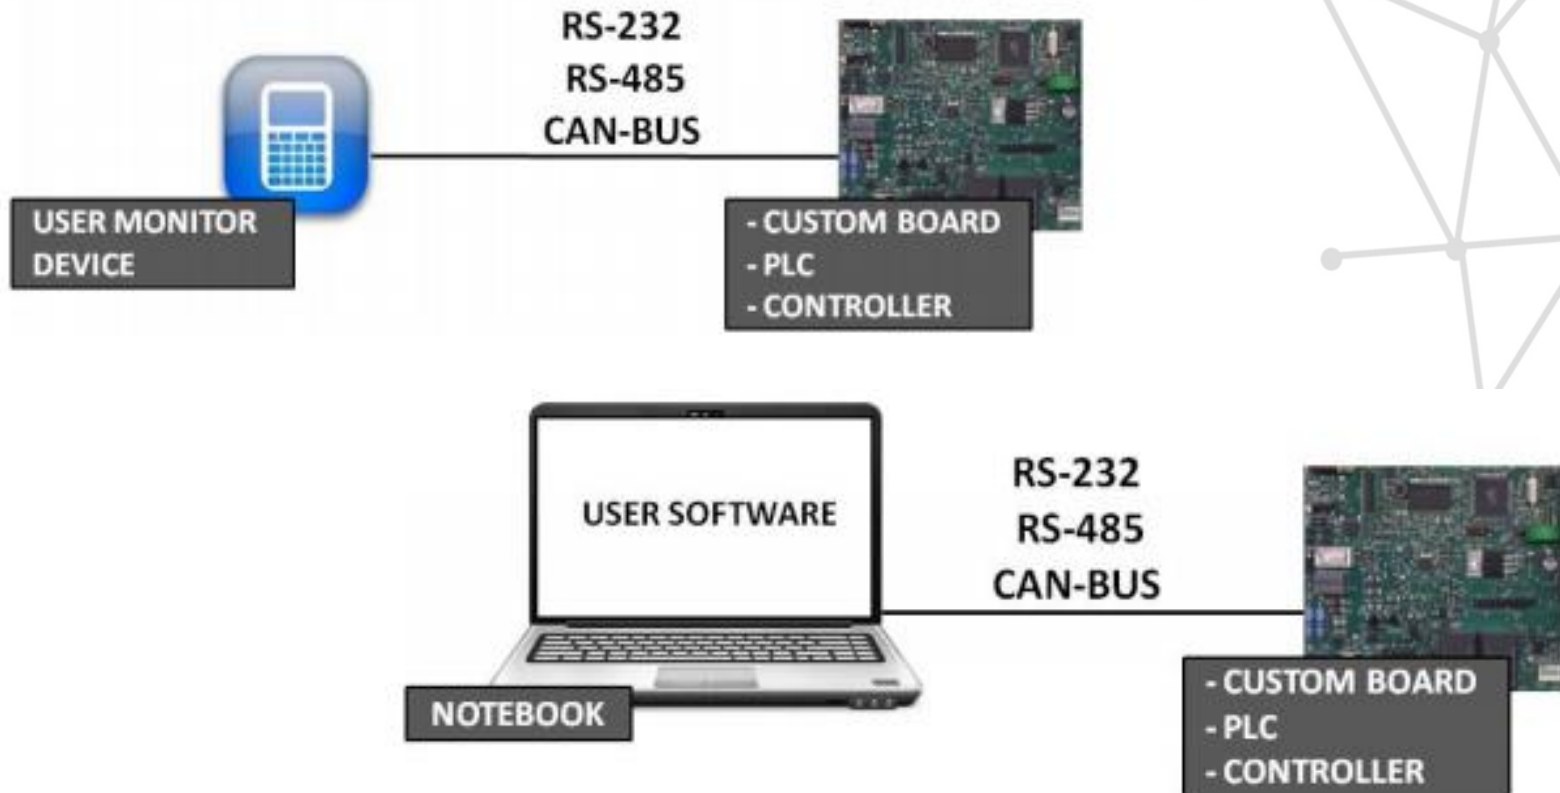 RS-232
RS-485
CAN-BUS
USER MONITOR
DEVICE
- CUSTOM BOARD
- PLC
- CONTROLLER
USER SOFTWARE
RS-232
RS-485
CAN-BUS
NOTEBOOK
- CUSTOM BOARD
- PLC
- CONTROLLER